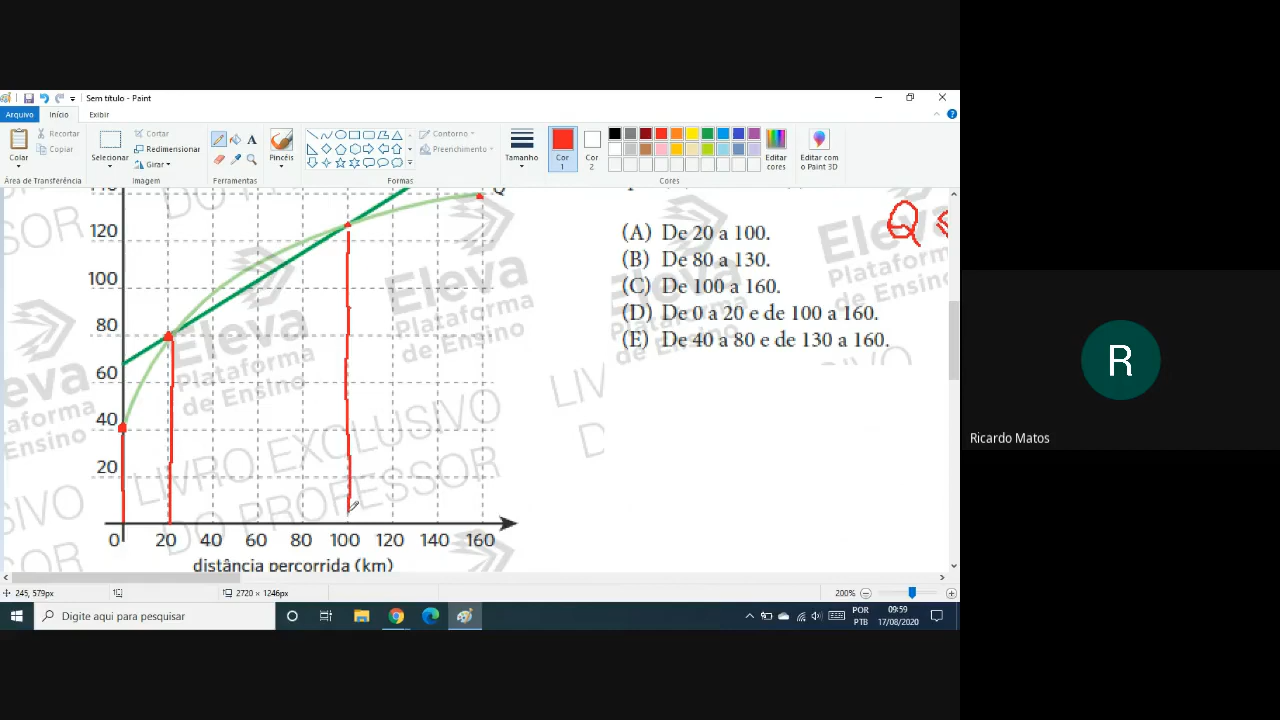 Sem título - Paint
Arquivo Início Exibir
Colar
Recortar
Copiar
Área de Transferência
Selecionar
Cortar
Redimensionar
Girar
Imagem
Ferramentas
Pincéis
Contorno
Preenchimento
Formas
Tamanho
Cor 1
Cor 2
Editar cores
Cores
Editar com o Paint 3D
Q
120
100
80
60
40
20
0 20 40 60 80 100 120 140 160
distância percorrida (km)
(A) De 20 a 100.
(B) De 80 a 130.
(C) De 100 a 160.
(D) De 0 a 20 e de 100 a 160.
(E) De 40 a 80 e de 130 a 160.
Q
Eleva
Plataforma
de Ensino
LIVRO EXCLUSIVO
DO PROFESSOR
245, 579px
2720 × 1246px
200%
Digite aqui para pesquisar
POR
PTB
09:59
17/08/2020
R
Ricardo Matos